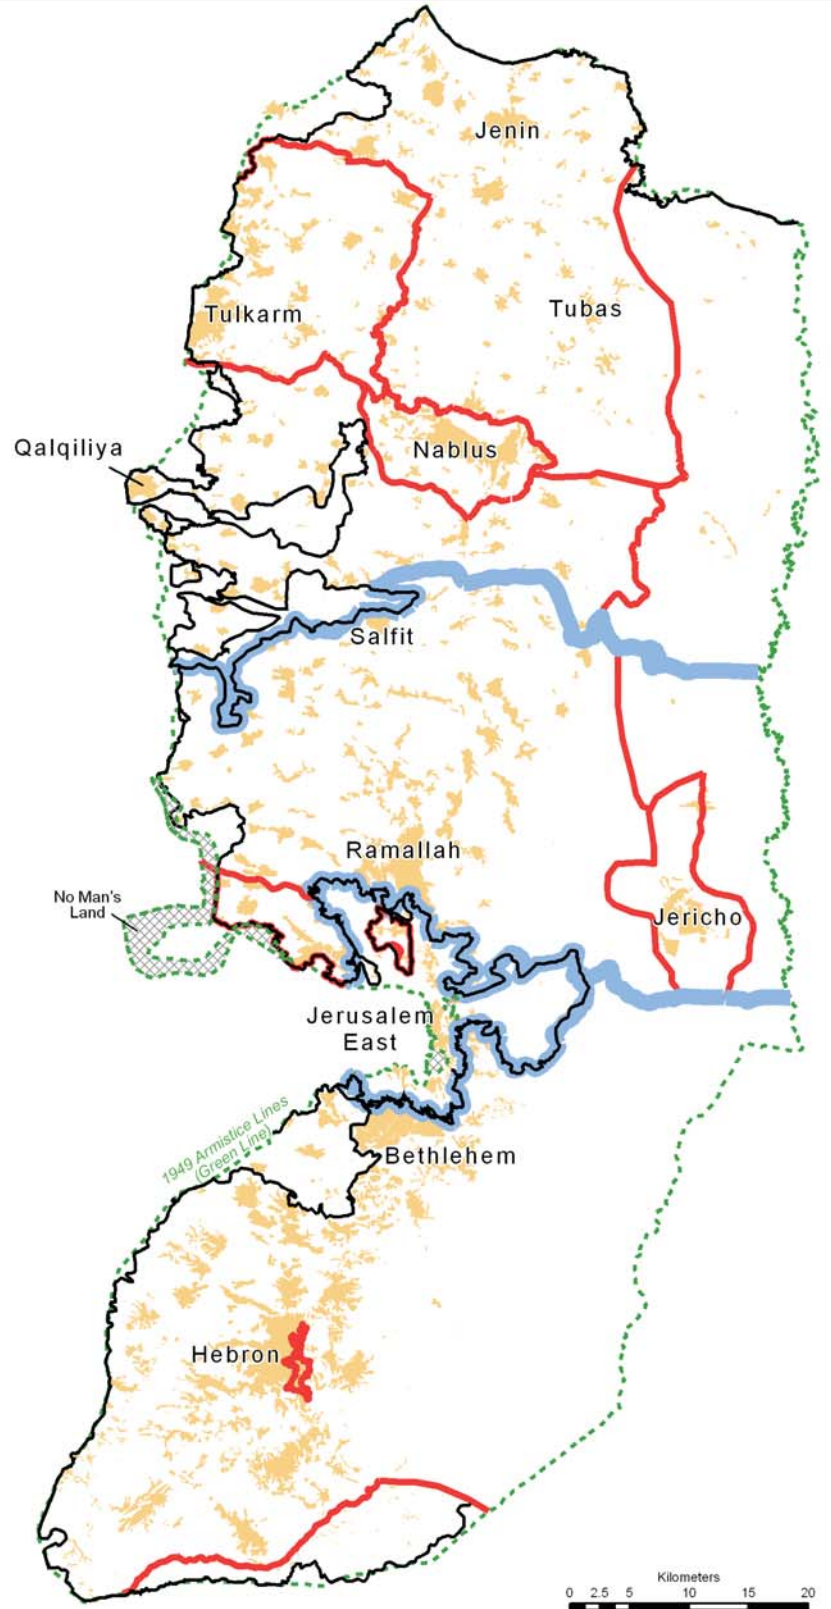 Jenin
Tulkarm
Tubas
Qalqiliya
Nablus
Salfit
Ramallah
No Man's
Land
Jericho
Jerusalem
East
1949 Armistice Lines
(Green Line)
Bethlehem
Hebron
Kilometers
0 2.5 5 10 15 20